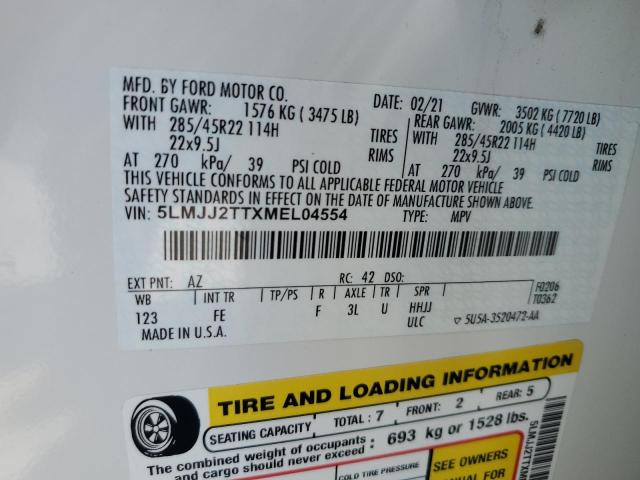 MFD. BY FORD MOTOR CO.
DATE: 02/21 GVWR: 3502 KG (7720 LB)
FRONT GAWR: 1576 KG (3475 LB) REAR GAWR: 2005 KG (4420 LB)
WITH 285/45R22 114H TIRES WITH 285/45R22 114H TIRES
22x9.5J RIMS 22x9.5J RIMS
AT 270 kPa/ 39 PSI COLD AT 270 kPa/ 39 PSI COLD
THIS VEHICLE CONFORMS TO ALL APPLICABLE FEDERAL MOTOR VEHICLE
SAFETY STANDARDS IN EFFECT ON THE DATE OF MANUFACTURE SHOWN ABOVE.
VIN: 5LMJJ2TTXMEL04554 TYPE: MPV
EXT PNT: AZ RC: 42 DSO: F0206
WB INT TR TP/PS R AXLE TR SPR T0362
123 FE F 3L U HHJJ
MADE IN U.S.A. ULC ▽ 5U5A-3520472-AA
TIRE AND LOADING INFORMATION
SEATING CAPACITY TOTAL: 7 FRONT: 2 REAR: 5
The combined weight of occupants
and cargo should never exceed : 693 kg or 1528 lbs.
COLD TIRE PRESSURE SEE OWNERS
MANUAL FOR